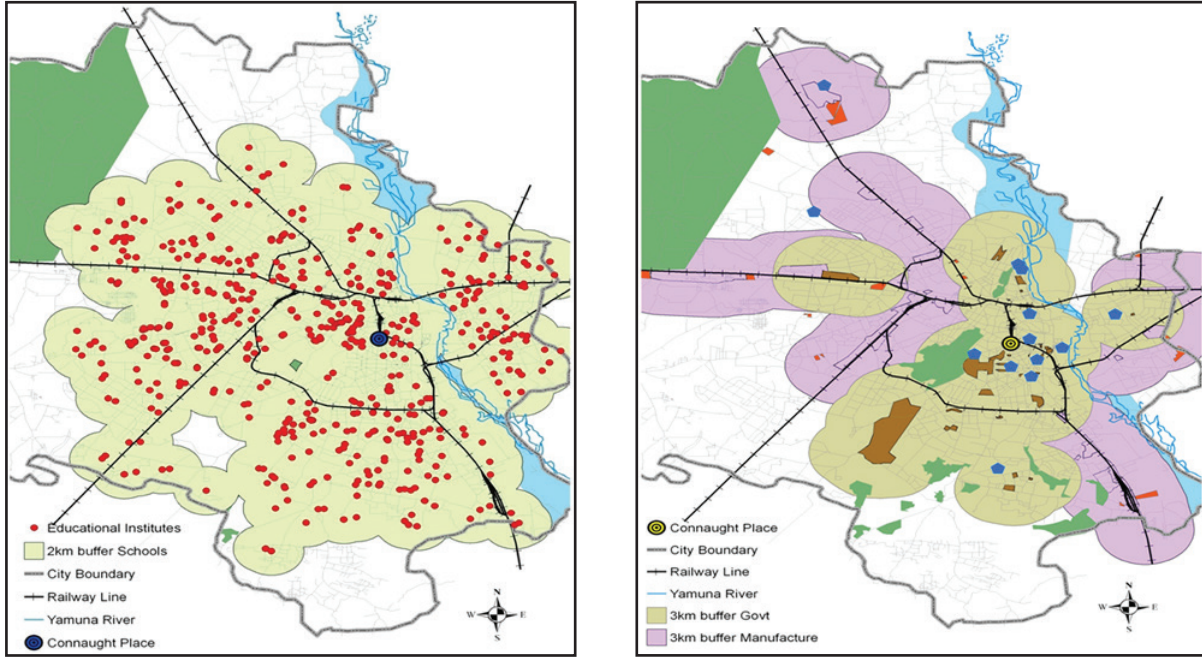 Educational Institutes
2km buffer Schools
City Boundary
Railway Line
Yamuna River
Connaught Place
N
W E
S
Connaught Place
City Boundary
Railway Line
Yamuna River
3km buffer Govt
3km buffer Manufacture
N
W E
S